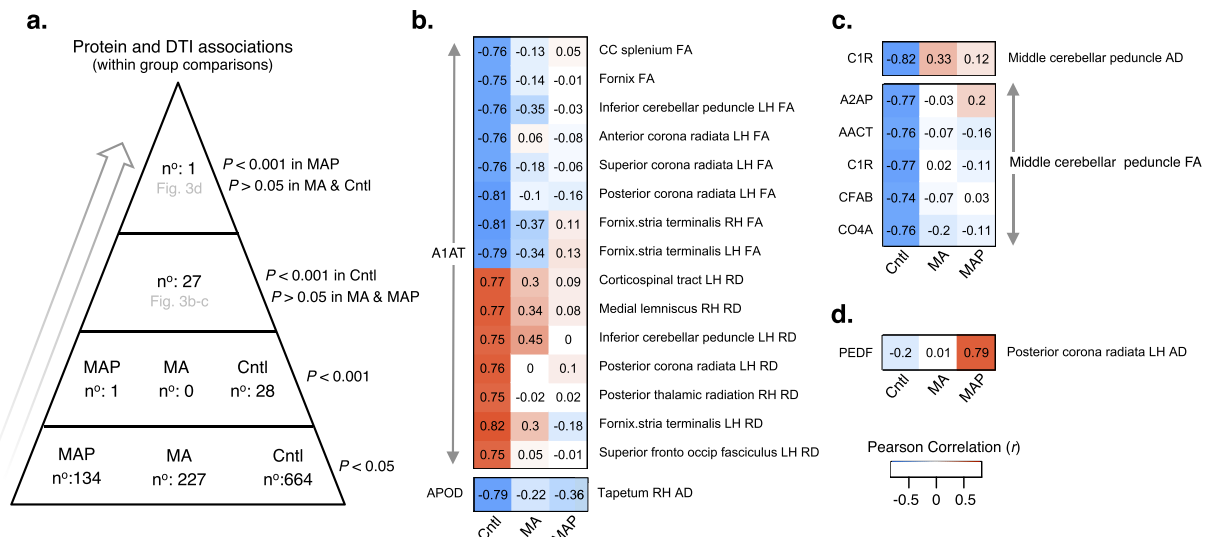 a.
Protein and DTI associations
(within group comparisons)
nº: 1
Fig. 3d
P < 0.001 in MAP
P > 0.05 in MA & Cntl
nº: 27
Fig. 3b-c
P < 0.001 in Cntl
P > 0.05 in MA & MAP
MAP MA Cntl
nº: 1 nº: 0 nº: 28
P < 0.001
MAP MA Cntl
nº:134 nº: 227 nº:664
P < 0.05
b.
A1AT
-0.76 -0.13 0.05 CC splenium FA
-0.75 -0.14 -0.01 Fornix FA
-0.76 -0.35 -0.03 Inferior cerebellar peduncle LH FA
-0.76 0.06 -0.08 Anterior corona radiata LH FA
-0.76 -0.18 -0.06 Superior corona radiata LH FA
-0.81 -0.1 -0.16 Posterior corona radiata LH FA
-0.81 -0.37 0.11 Fornix.stria terminalis RH FA
-0.79 -0.34 0.13 Fornix.stria terminalis LH FA
0.77 0.3 0.09 Corticospinal tract LH RD
0.77 0.34 0.08 Medial lemniscus RH RD
0.75 0.45 0 Inferior cerebellar peduncle LH RD
0.76 0 0.1 Posterior corona radiata LH RD
0.75 -0.02 0.02 Posterior thalamic radiation RH RD
0.82 0.3 -0.18 Fornix.stria terminalis LH RD
0.75 0.05 -0.01 Superior fronto occip fasciculus LH RD
APOD -0.79 -0.22 -0.36 Tapetum RH AD
Cntl MA MAP
c.
C1R -0.82 0.33 0.12 Middle cerebellar peduncle AD
A2AP -0.77 -0.03 0.2
AACT -0.76 -0.07 -0.16
C1R -0.77 0.02 -0.11
CFAB -0.74 -0.07 0.03
CO4A -0.76 -0.2 -0.11
Middle cerebellar peduncle FA
Cntl MA MAP
d.
PEDF -0.2 0.01 0.79 Posterior corona radiata LH AD
Cntl MA MAP
Pearson Correlation (r)
-0.5 0 0.5